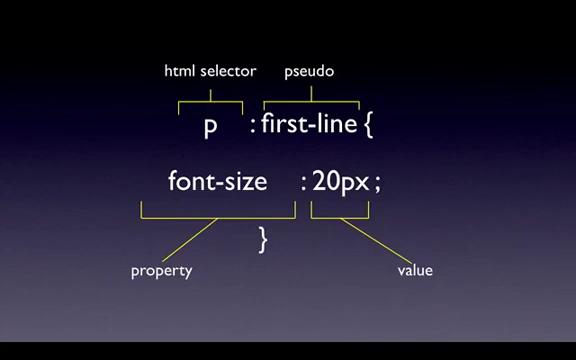 html selector pseudo
p :first-line {
font-size :20px ;
}
property value